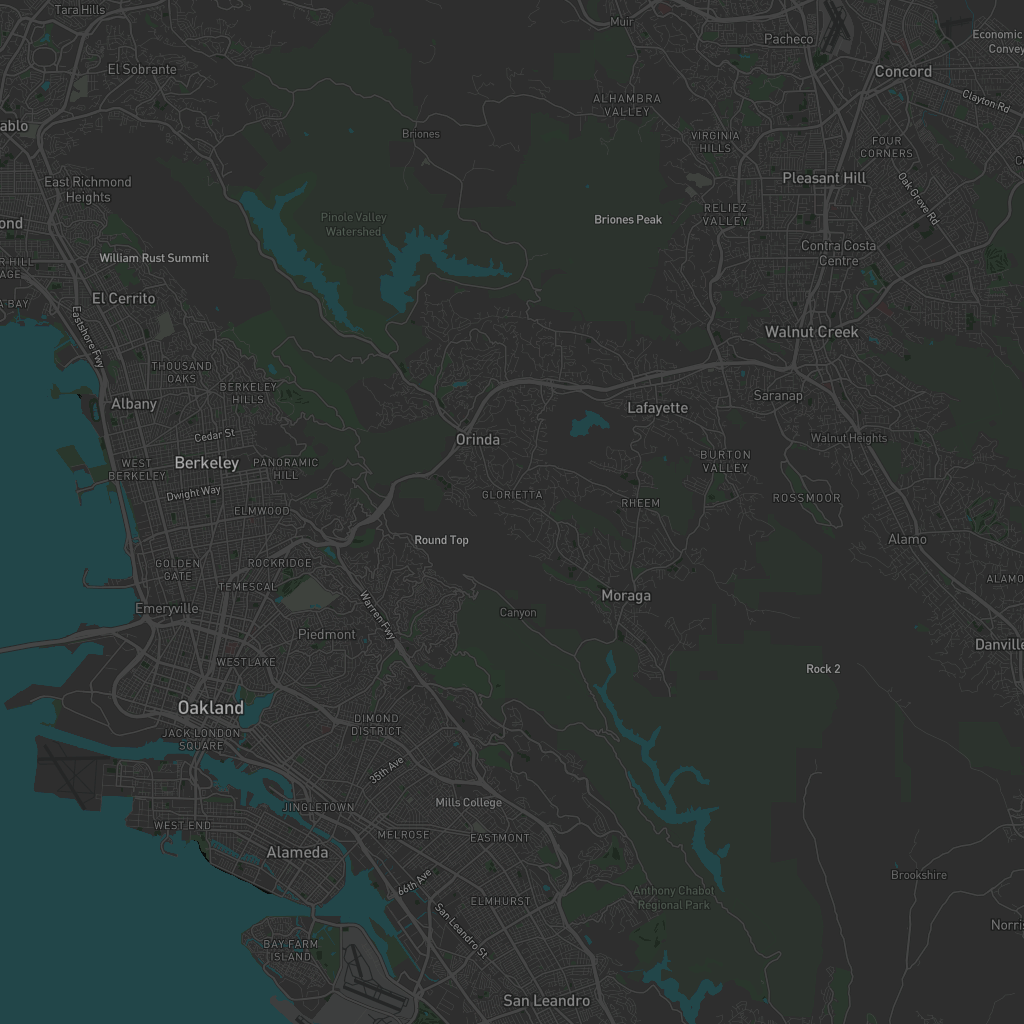 Tara Hills
Muir
Pacheco
Economic
Convey
El Sobrante
Concord
Clayton Rd
ALHAMBRA
VALLEY
ablo
Briones
VIRGINIA
HILLS
FOUR
CORNERS
East Richmond
Heights
Pleasant Hill
Oak Grove Rd
ond
Pinole Valley
Watershed
Briones Peak
RELIEZ
VALLEY
Contra Costa
Centre
William Rust Summit
R HILL
AGE
El Cerrito
A BAY
Eastshore Fwy
Walnut Creek
THOUSAND
OAKS
BERKELEY
HILLS
Albany
Saranap
Lafayette
Cedar St
Orinda
Walnut Heights
WEST
BERKELEY
Berkeley
PANORAMIC
HILL
BURTON
VALLEY
Dwight Way
GLORIETTA
RHEEM
ROSSMOOR
ELMWOOD
Round Top
Alamo
GOLDEN
GATE
ROCKRIDGE
TEMESCAL
ALAMO
Emeryville
Warren Fwy
Moraga
Canyon
Piedmont
Danville
WESTLAKE
Rock 2
Oakland
JACK LONDON
SQUARE
DIMOND
DISTRICT
35th Ave
JINGLETOWN
Mills College
WEST END
MELROSE
EASTMONT
Alameda
66th Ave
Brookshire
Anthony Chabot
Regional Park
ELMHURST
San Leandro St
Norris
BAY FARM
ISLAND
San Leandro